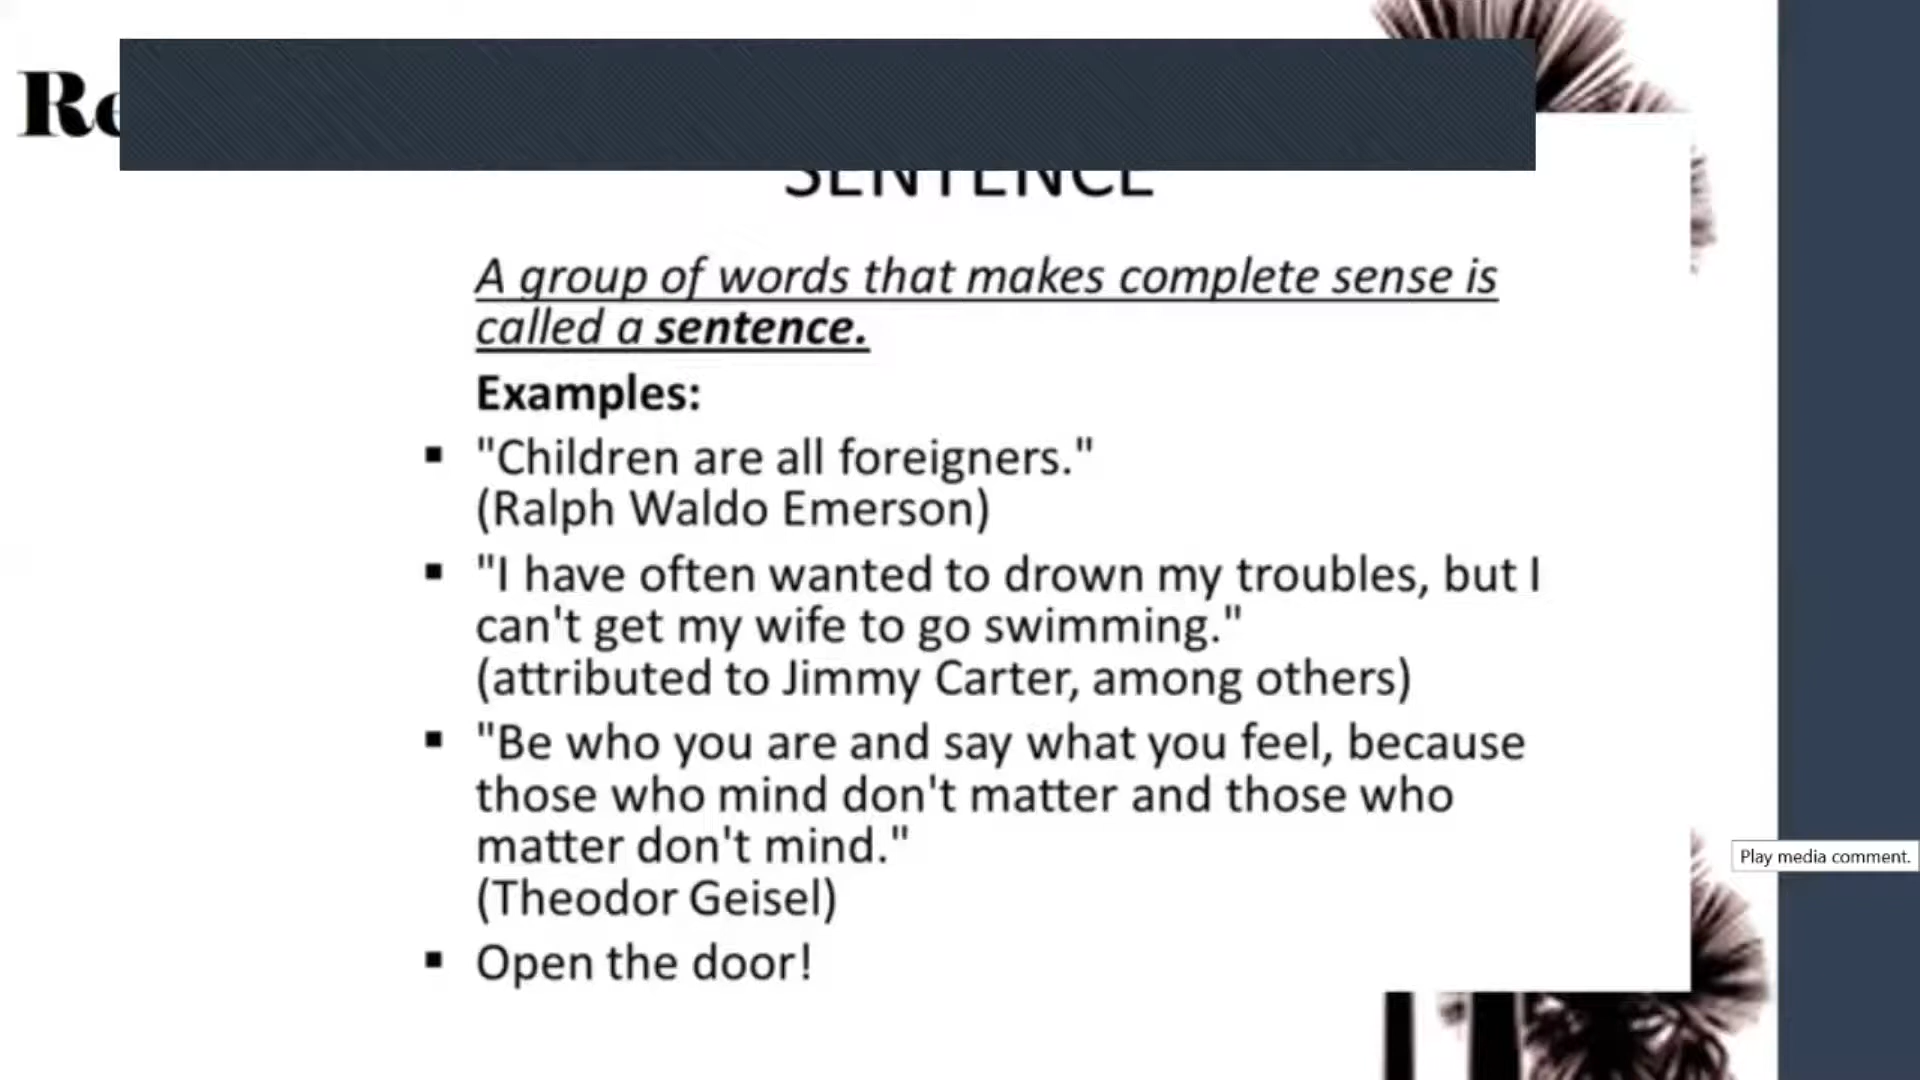 SENTENCE
A group of words that makes complete sense is
called a sentence.
Examples:
▪ "Children are all foreigners."
(Ralph Waldo Emerson)
▪ "I have often wanted to drown my troubles, but I
can't get my wife to go swimming."
(attributed to Jimmy Carter, among others)
▪ "Be who you are and say what you feel, because
those who mind don't matter and those who
matter don't mind."
(Theodor Geisel)
▪ Open the door!
Play media comment.